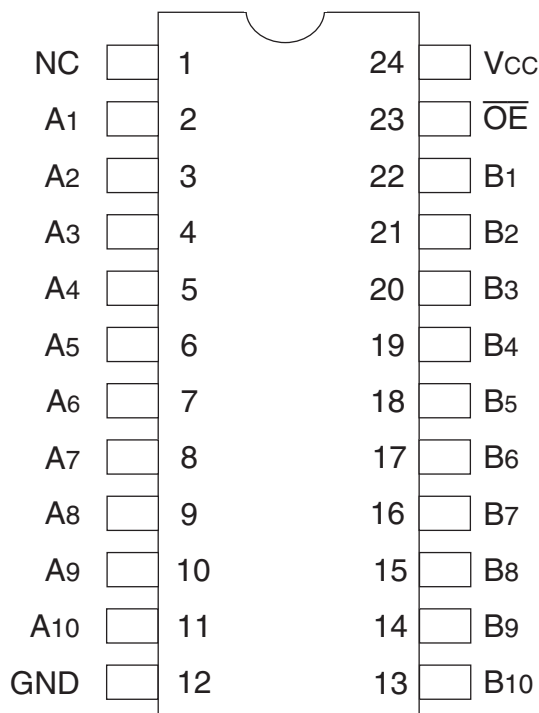 NC 1 24 VCC
A1 2 23 O̅E̅
A2 3 22 B1
A3 4 21 B2
A4 5 20 B3
A5 6 19 B4
A6 7 18 B5
A7 8 17 B6
A8 9 16 B7
A9 10 15 B8
A10 11 14 B9
GND 12 13 B10